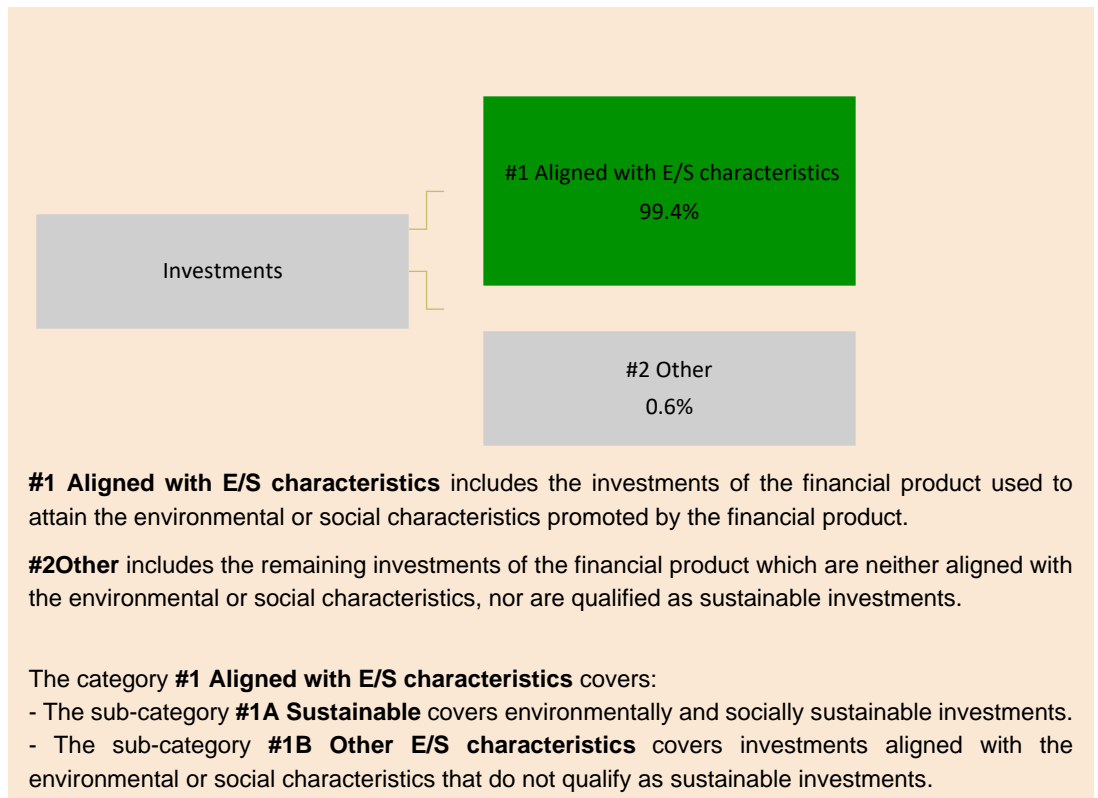 #1 Aligned with E/S characteristics
99.4%
Investments
#2 Other
0.6%
#1 Aligned with E/S characteristics includes the investments of the financial product used to
attain the environmental or social characteristics promoted by the financial product.
#2Other includes the remaining investments of the financial product which are neither aligned with
the environmental or social characteristics, nor are qualified as sustainable investments.
The category #1 Aligned with E/S characteristics covers:
- The sub-category #1A Sustainable covers environmentally and socially sustainable investments.
- The sub-category #1B Other E/S characteristics covers investments aligned with the
environmental or social characteristics that do not qualify as sustainable investments.